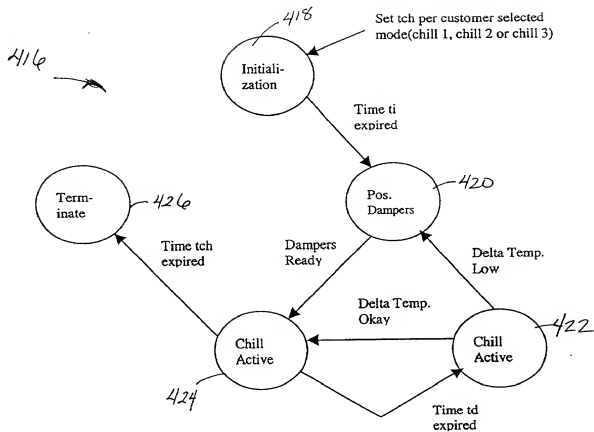 418
Set tch per customer selected
mode(chill 1, chill 2 or chill 3)
416
Initiali-
zation
Time ti
expired
420
Pos.
Dampers
Term-
inate
426
Time tch
expired
Dampers
Ready
Delta Temp.
Low
Delta Temp.
Okay
422
Chill
Active
Chill
Active
424
Time td
expired